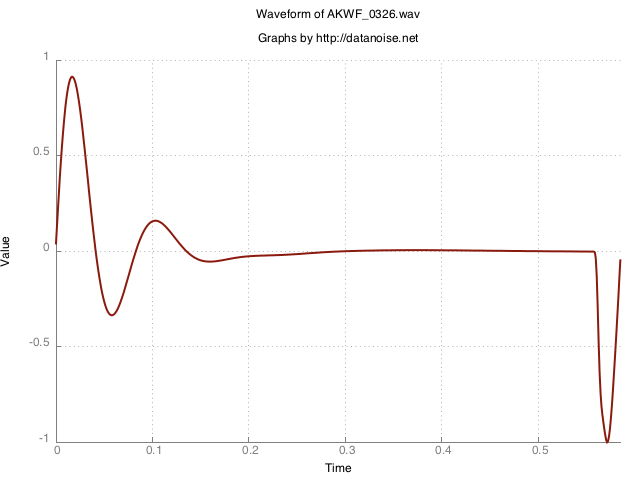 Waveform of AKWF_0326.wav
Graphs by http://datanoise.net
1
0.5
0
-0.5
-1
Value
0 0.1 0.2 0.3 0.4 0.5
Time